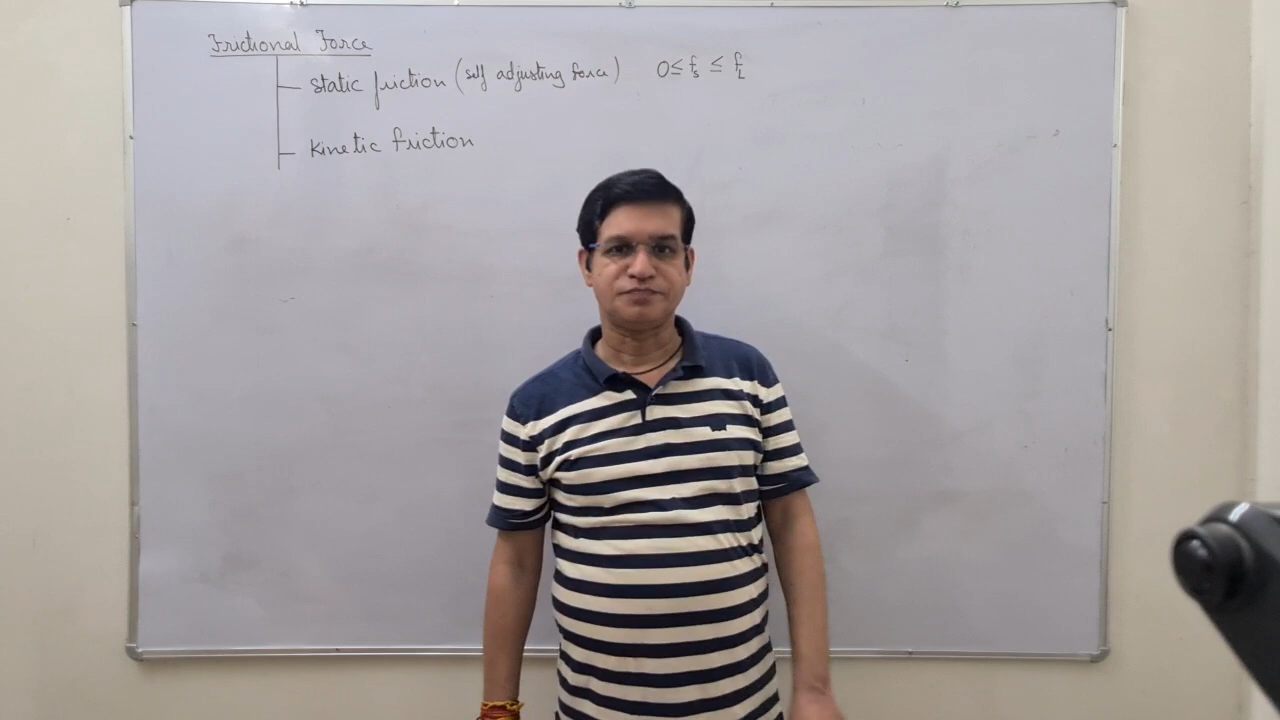 Frictional Force
static friction (self adjusting force) 0 ≤ fs ≤ fL
Kinetic friction